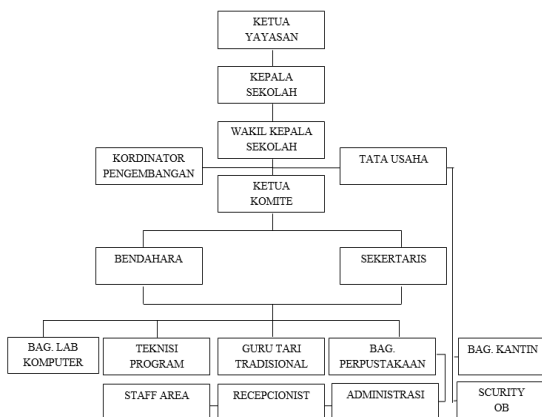 KETUA
YAYASAN
KEPALA
SEKOLAH
WAKIL KEPALA
SEKOLAH
KORDINATOR
PENGEMBANGAN
TATA USAHA
KETUA
KOMITE
BENDAHARA
SEKERTARIS
BAG. LAB
KOMPUTER
TEKNISI
PROGRAM
GURU TARI
TRADISIONAL
BAG.
PERPUSTAKAAN
BAG. KANTIN
STAFF AREA
RECEPCIONIST
ADMINISTRASI
SCURITY
OB